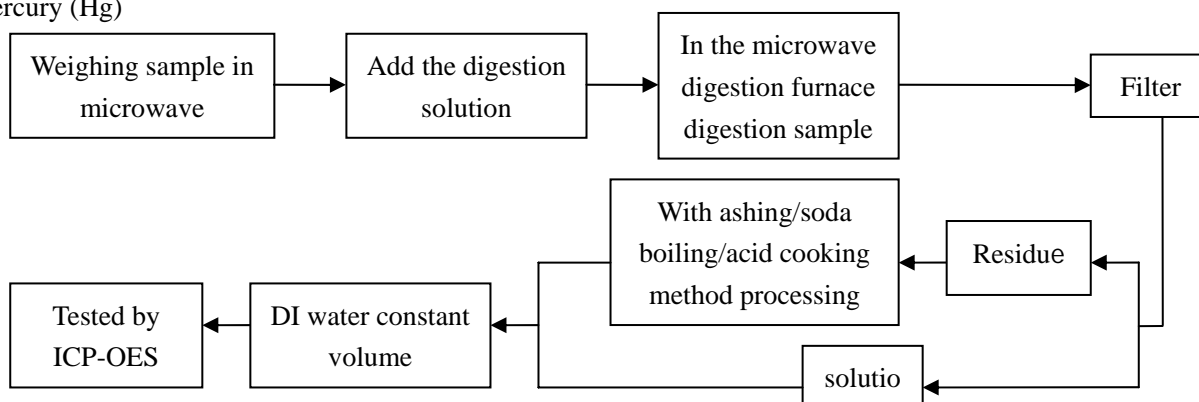 ercury (Hg)
Weighing sample in
microwave
Add the digestion
solution
In the microwave
digestion furnace
digestion sample
Filter
With ashing/soda
boiling/acid cooking
method processing
Residue
Tested by
ICP-OES
DI water constant
volume
solutio